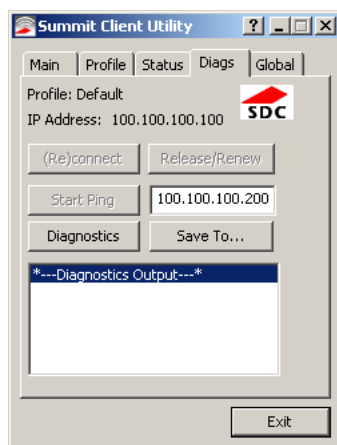 Summit Client Utility
Main Profile Status Diags Global
Profile: Default
IP Address: 100.100.100.100
SDC
(Re)connect Release/Renew
Start Ping 100.100.100.200
Diagnostics Save To...
*---Diagnostics Output---*
Exit